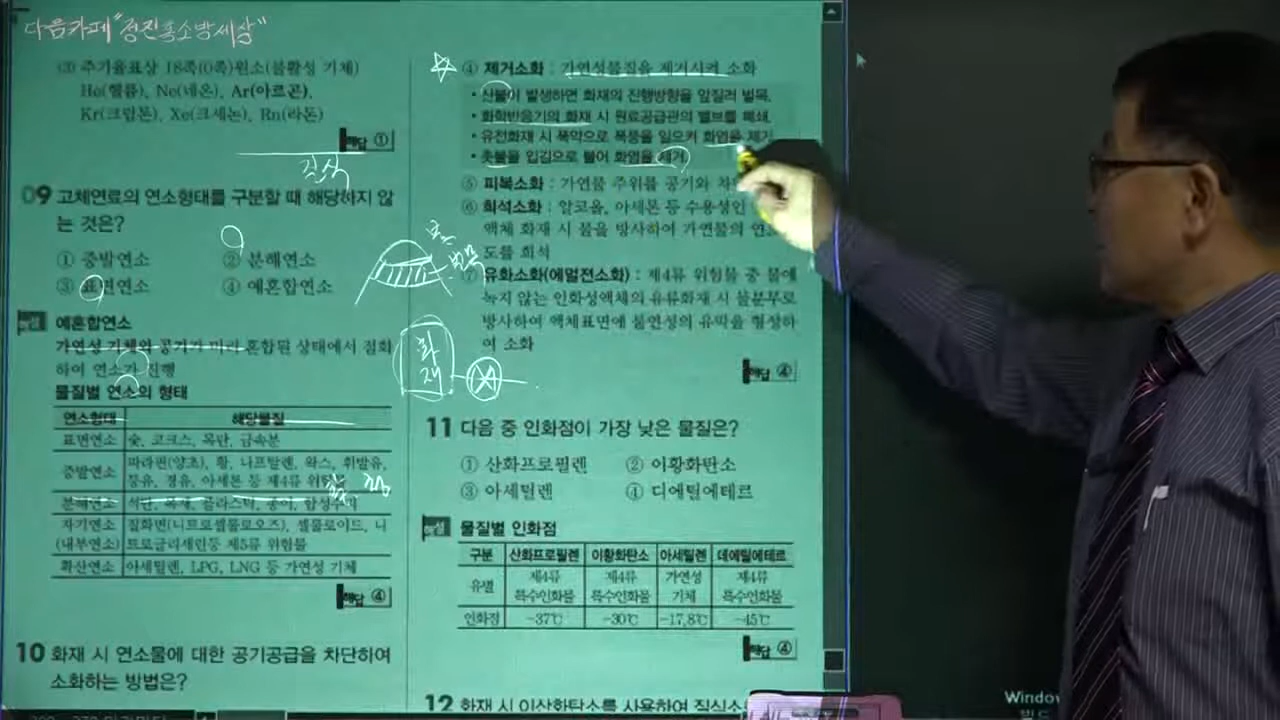 다음카페 "정진홍소방세상"
(3) 주기율표상 18족(0족)원소(불활성 기체)
He(헬륨), Ne(네온), Ar(아르곤),
Kr(크립톤), Xe(크세논), Rn(라돈)
해답 ①
질식
09 고체연료의 연소형태를 구분할 때 해당하지 않
는 것은?
① 증발연소 ② 분해연소
③ 표면연소 ④ 예혼합연소
해설 예혼합연소
가연성 기체와 공기가 미리 혼합된 상태에서 점화
하여 연소가 진행
물질별 연소의 형태
연소형태 해당물질
표면연소 숯, 코크스, 목탄, 금속분
증발연소 파라핀(양초), 황, 나프탈렌, 왁스, 휘발유,
등유, 경유, 아세톤 등 제4류 위험물
분해연소 석탄, 목재, 플라스틱, 종이, 합성수지
자기연소 질화면(니트로셀룰로오즈), 셀룰로이드, 니
(내부연소) 트로글리세린등 제5류 위험물
확산연소 아세틸렌, LPG, LNG 등 가연성 기체
해답 ④
10 화재 시 연소물에 대한 공기공급을 차단하여
소화하는 방법은?
④ 제거소화 : 가연성물질을 제거시켜 소화
• 산불이 발생하면 화재의 진행방향을 앞질러 벌목
• 화학반응기의 화재 시 원료공급관의 밸브를 폐쇄
• 유전화재 시 폭약으로 폭풍을 일으켜 화염을 제거
• 촛불을 입김으로 불어 화염을 제거
⑤ 피복소화 : 가연물 주위를 공기와 차
⑥ 희석소화 : 알코올, 아세톤 등 수용성인
액체 화재 시 물을 방사하여 가연물의 연소
도를 희석
⑦ 유화소화(에멀젼소화) : 제4류 위험물 중 물에
녹지 않는 인화성액체의 유류화재 시 물분무로
방사하여 액체표면에 불연성의 유막을 형성하
여 소화
해답 ④
화재
11 다음 중 인화점이 가장 낮은 물질은?
① 산화프로필렌 ② 이황화탄소
③ 아세틸렌 ④ 디에틸에테르
해설 물질별 인화점
구분 산화프로필렌 이황화탄소 아세틸렌 데에틸에테르
유별 제4류 특수인화물 제4류 특수인화물 가연성 기체 제4류 특수인화물
인화점 -37℃ -30℃ -17.8℃ -45℃
해답 ④
12 화재 시 이산화탄소를 사용하여 질식소
Window